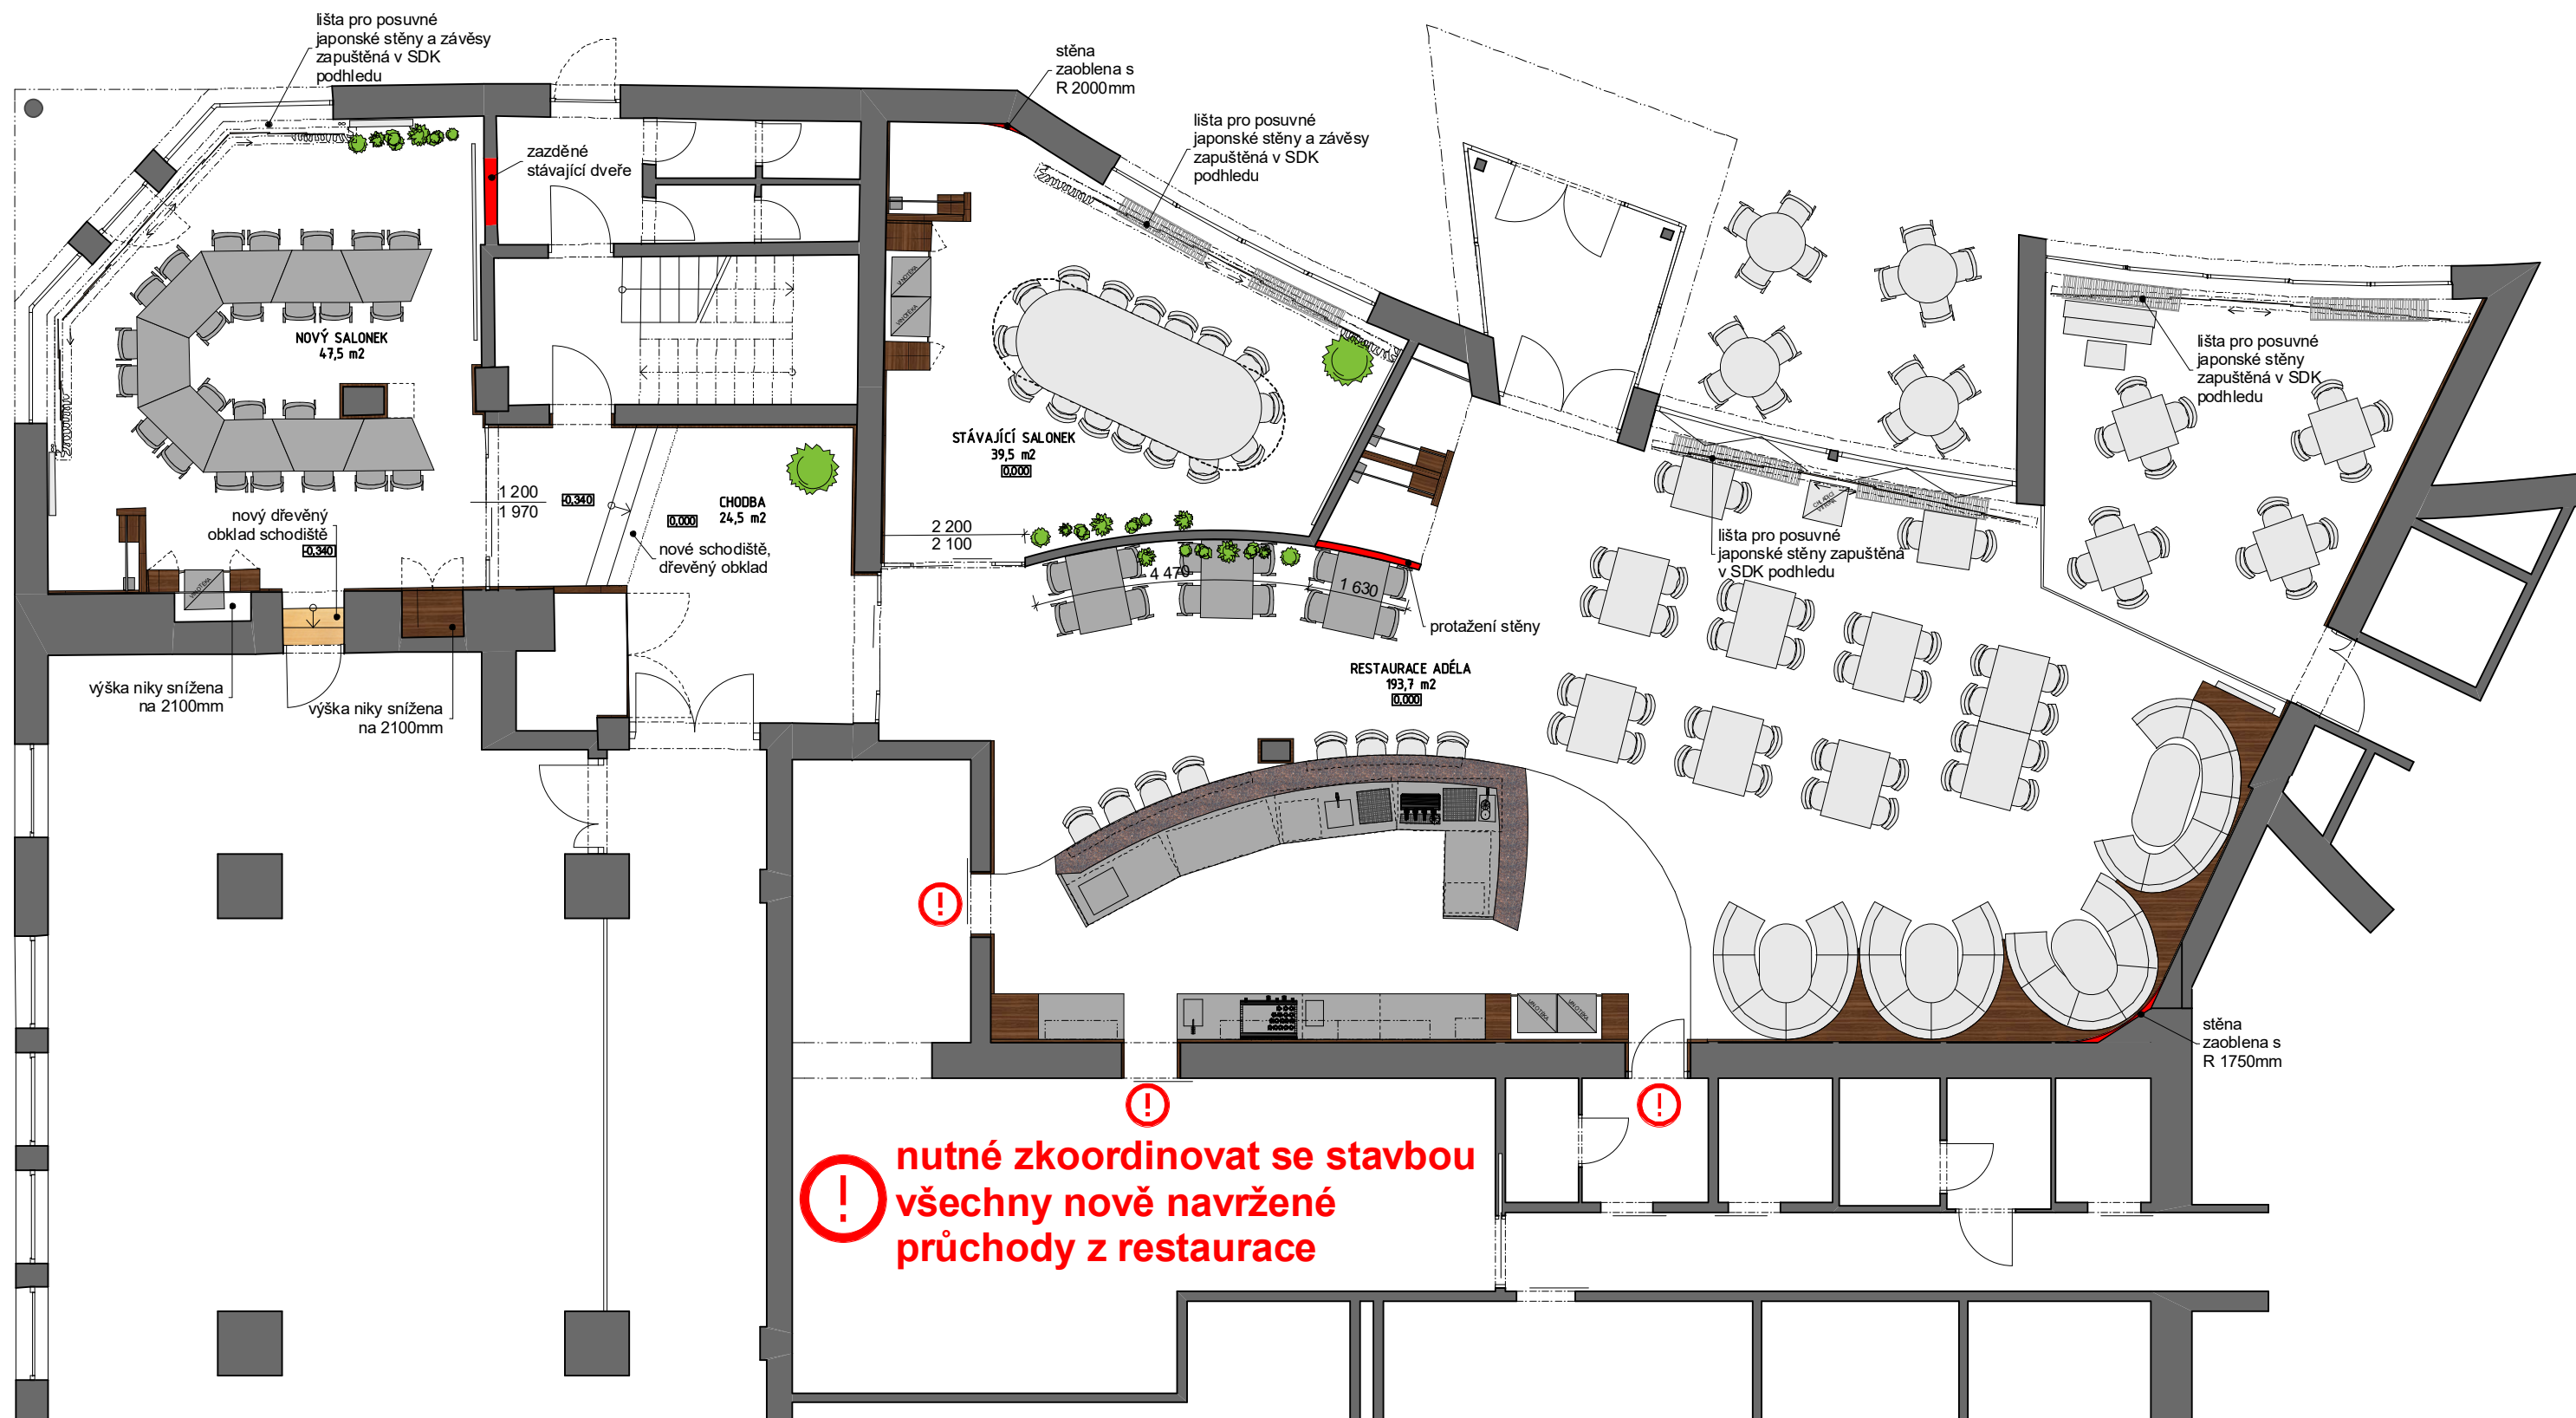 lišta pro posuvné
japonské stěny a závěsy
zapuštěná v SDK
podhledu
stěna
zaoblena s
R 2000mm
lišta pro posuvné
japonské stěny a závěsy
zapuštěná v SDK
podhledu
zazděné
stávající dveře
NOVÝ SALONEK
47,5 m2
VINOTÉKA
VINOTÉKA
lišta pro posuvné
japonské stěny
zapuštěná v SDK
podhledu
STÁVAJÍCÍ SALONEK
39,5 m2
0,000
1 200
1 970
-0,340
CHODBA
24,5 m2
0,000
nový dřevěný
obklad schodiště
-0,340
nové schodiště,
dřevěný obklad
2 200
2 100
lišta pro posuvné
japonské stěny zapuštěná
v SDK podhledu
4 470
1 630
VINOTÉKA
protažení stěny
RESTAURACE ADÉLA
193,7 m2
0,000
výška niky snížena
na 2100mm
výška niky snížena
na 2100mm
VINOTÉKA
VINOTÉKA
stěna
zaoblena s
R 1750mm
!
!
!
!
nutné zkoordinovat se stavbou
všechny nově navržené
průchody z restaurace